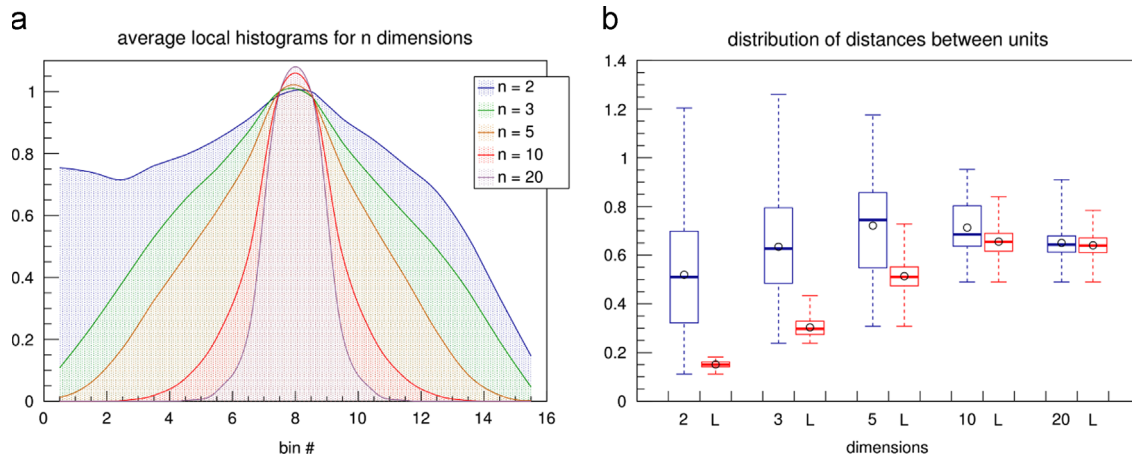 a
average local histograms for n dimensions
1
0.8
0.6
0.4
0.2
0
0 2 4 6 8 10 12 14 16
bin #
n = 2
n = 3
n = 5
n = 10
n = 20
b
distribution of distances between units
1.4
1.2
1
0.8
0.6
0.4
0.2
0
2 L 3 L 5 L 10 L 20 L
dimensions